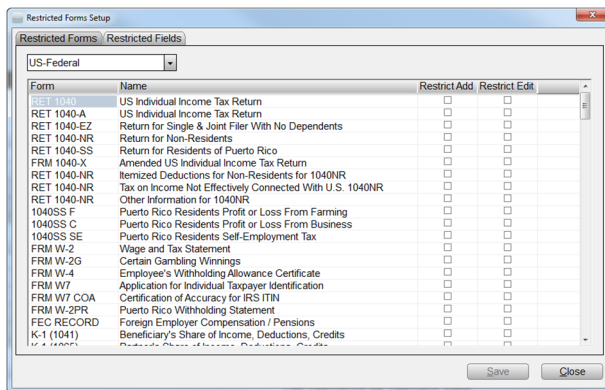 Restricted Forms Setup
Restricted Forms Restricted Fields
US-Federal
Form Name Restrict Add Restrict Edit
RET 1040 US Individual Income Tax Return
RET 1040-A US Individual Income Tax Return
RET 1040-EZ Return for Single & Joint Filer With No Dependents
RET 1040-NR Return for Non-Residents
RET 1040-SS Return for Residents of Puerto Rico
FRM 1040-X Amended US Individual Income Tax Return
RET 1040-NR Itemized Deductions for Non-Residents for 1040NR
RET 1040-NR Tax on Income Not Effectively Connected With U.S. 1040NR
RET 1040-NR Other Information for 1040NR
1040SS F Puerto Rico Residents Profit or Loss From Farming
1040SS C Puerto Rico Residents Profit or Loss From Business
1040SS SE Puerto Rico Residents Self-Employment Tax
FRM W-2 Wage and Tax Statement
FRM W-2G Certain Gambling Winnings
FRM W-4 Employee's Withholding Allowance Certificate
FRM W7 Application for Individual Taxpayer Identification
FRM W7 COA Certification of Accuracy for IRS ITIN
FRM W-2PR Puerto Rico Withholding Statement
FEC RECORD Foreign Employer Compensation / Pensions
K-1 (1041) Beneficiary's Share of Income, Deductions, Credits
K-1 (1065) Partner's Share of Income, Deductions, Credits
Save Close